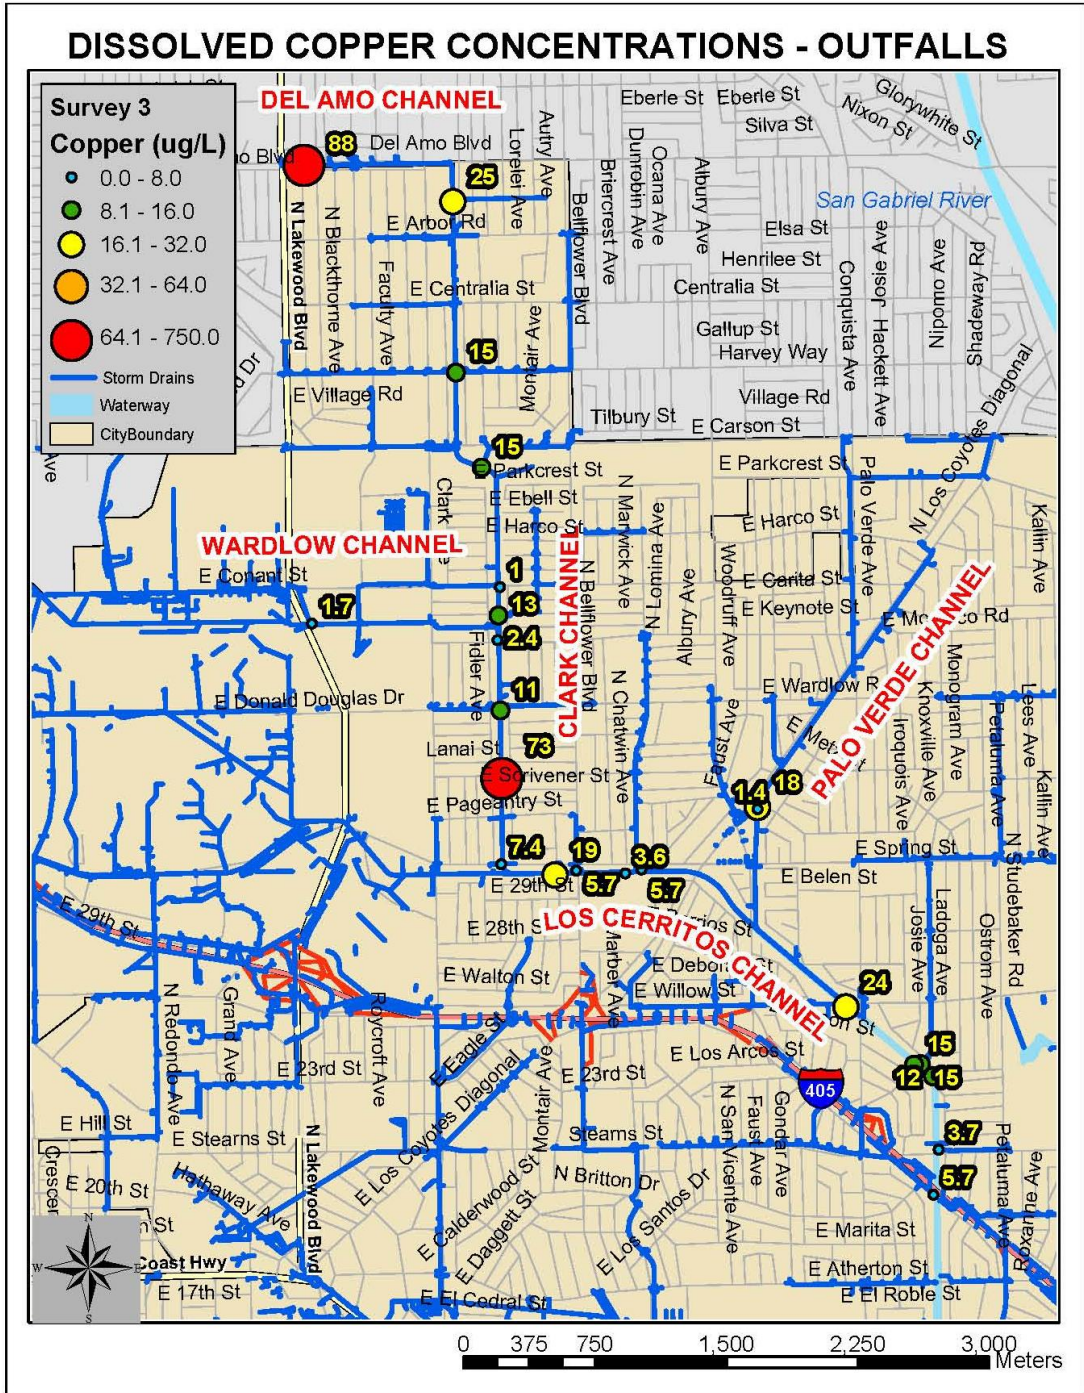 DISSOLVED COPPER CONCENTRATIONS - OUTFALLS
Survey 3
Copper (ug/L)
0.0 - 8.0
8.1 - 16.0
16.1 - 32.0
32.1 - 64.0
64.1 - 750.0
Storm Drains
Waterway
CityBoundary
DEL AMO CHANNEL
Eberle St
Eberle St
Silva St
Nixon St
Glorywhite St
88
Del Amo Blvd
25
Lorelei Ave
Autry Ave
E Arbor Rd
N Lakewood Blvd
N Blackthorne Ave
Faculty Ave
E Centralia St
Bellflower Blvd
Briercrest Ave
Dunrobin Ave
Ocana Ave
Albury Ave
San Gabriel River
Elsa St
Henrilee St
Centralia St
Gallup St
Harvey Way
Conquista Ave
Josie Ave
Hackett Ave
Nipomo Ave
Shadeway Rd
Montair Ave
15
E Village Rd
Village Rd
Tilbury St
E Carson St
N Los Coyotes Diagonal
15
E Parkcrest St
E Parkcrest St
E Ebell St
E Harco St
E Harco St
Clark
N Marwick Ave
N Lomina Ave
Palo Verde Ave
Kallin Ave
WARDLOW CHANNEL
E Conant St
1
13
1.7
2.4
CLARK CHANNEL
N Bellflower Blvd
Albury Ave
Woodruff Ave
E Carita St
E Keynote St
PALO VERDE CHANNEL
Fidler Ave
E Donald Douglas Dr
11
N Chatwin Ave
E Wardlow R
Faust Ave
Monogram Ave
Knoxville Ave
Iroquois Ave
Petaluma Ave
Lees Ave
Kallin Ave
Lanai St
73
E Scrivener St
E Pageantry St
1.4
18
E Spring St
N Studebaker Rd
7.4
19
5.7
3.6
5.7
E 29th St
E Belen St
E 29th St
E 28th S
LOS CERRITOS CHANNEL
E Walton St
Marber Ave
E Willow St
Josie Ave
Ladoga Ave
Ostrom Ave
24
N Redondo Ave
Grand Ave
Roycroft Ave
E Eagle St
E 23rd St
E 23rd St
E Los Arcos St
15
12
15
405
Montair Ave
E Los Coyotes Diagonal
E Hill St
E Stearns St
Stearns St
N San Vicente Ave
Faust Ave
Gondar Ave
3.7
5.7
Petaluma Ave
Roxanne Ave
Crescen
E 20th St
Hathaway Ave
N Lakewood Blvd
E Calderwood St
E Daggett St
N Britton Dr
E Los Santos Dr
E Marita St
E Atherton St
E El Roble St
Coast Hwy
E 17th St
E El Cedral St
N
W
E
S
0 375 750 1,500 2,250 3,000
Meters